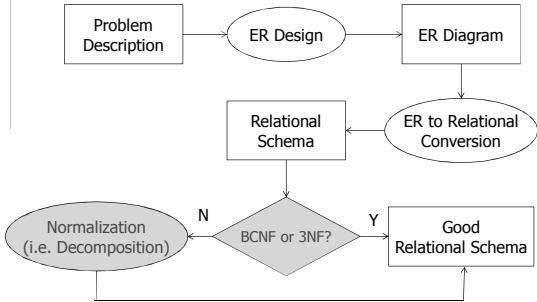 Problem
Description
ER Design
ER Diagram
Relational
Schema
ER to Relational
Conversion
Normalization
(i.e. Decomposition)
N
BCNF or 3NF?
Y
Good
Relational Schema